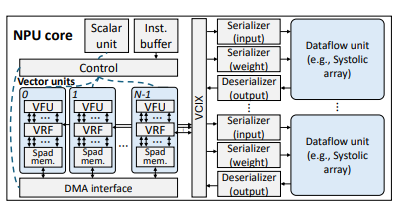 NPU core
Scalar
unit
Inst.
buffer
Control
Vector units
0
1
N-1
VFU
VFU
VFU
...
...
...
VRF
VRF
VRF
...
...
...
...
Spad
mem.
Spad
mem.
Spad
mem.
DMA interface
VCIX
Serializer
(input)
Serializer
(weight)
Deserializer
(output)
Dataflow unit
(e.g., Systolic
array)
...
...
Serializer
(input)
Serializer
(weight)
Deserializer
(output)
Dataflow unit
(e.g., Systolic
array)